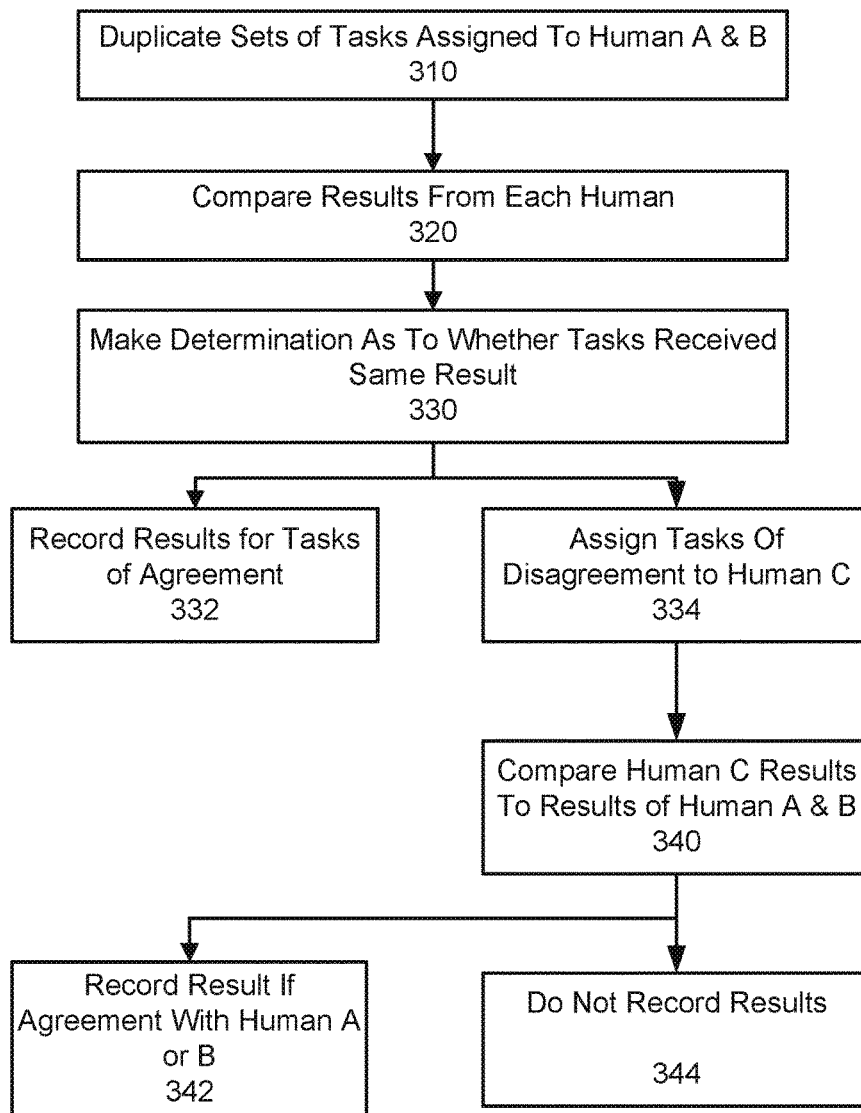 Duplicate Sets of Tasks Assigned To Human A & B
310
Compare Results From Each Human
320
Make Determination As To Whether Tasks Received
Same Result
330
Record Results for Tasks
of Agreement
332
Assign Tasks Of
Disagreement to Human C
334
Compare Human C Results
To Results of Human A & B
340
Record Result If
Agreement With Human A
or B
342
Do Not Record Results
344